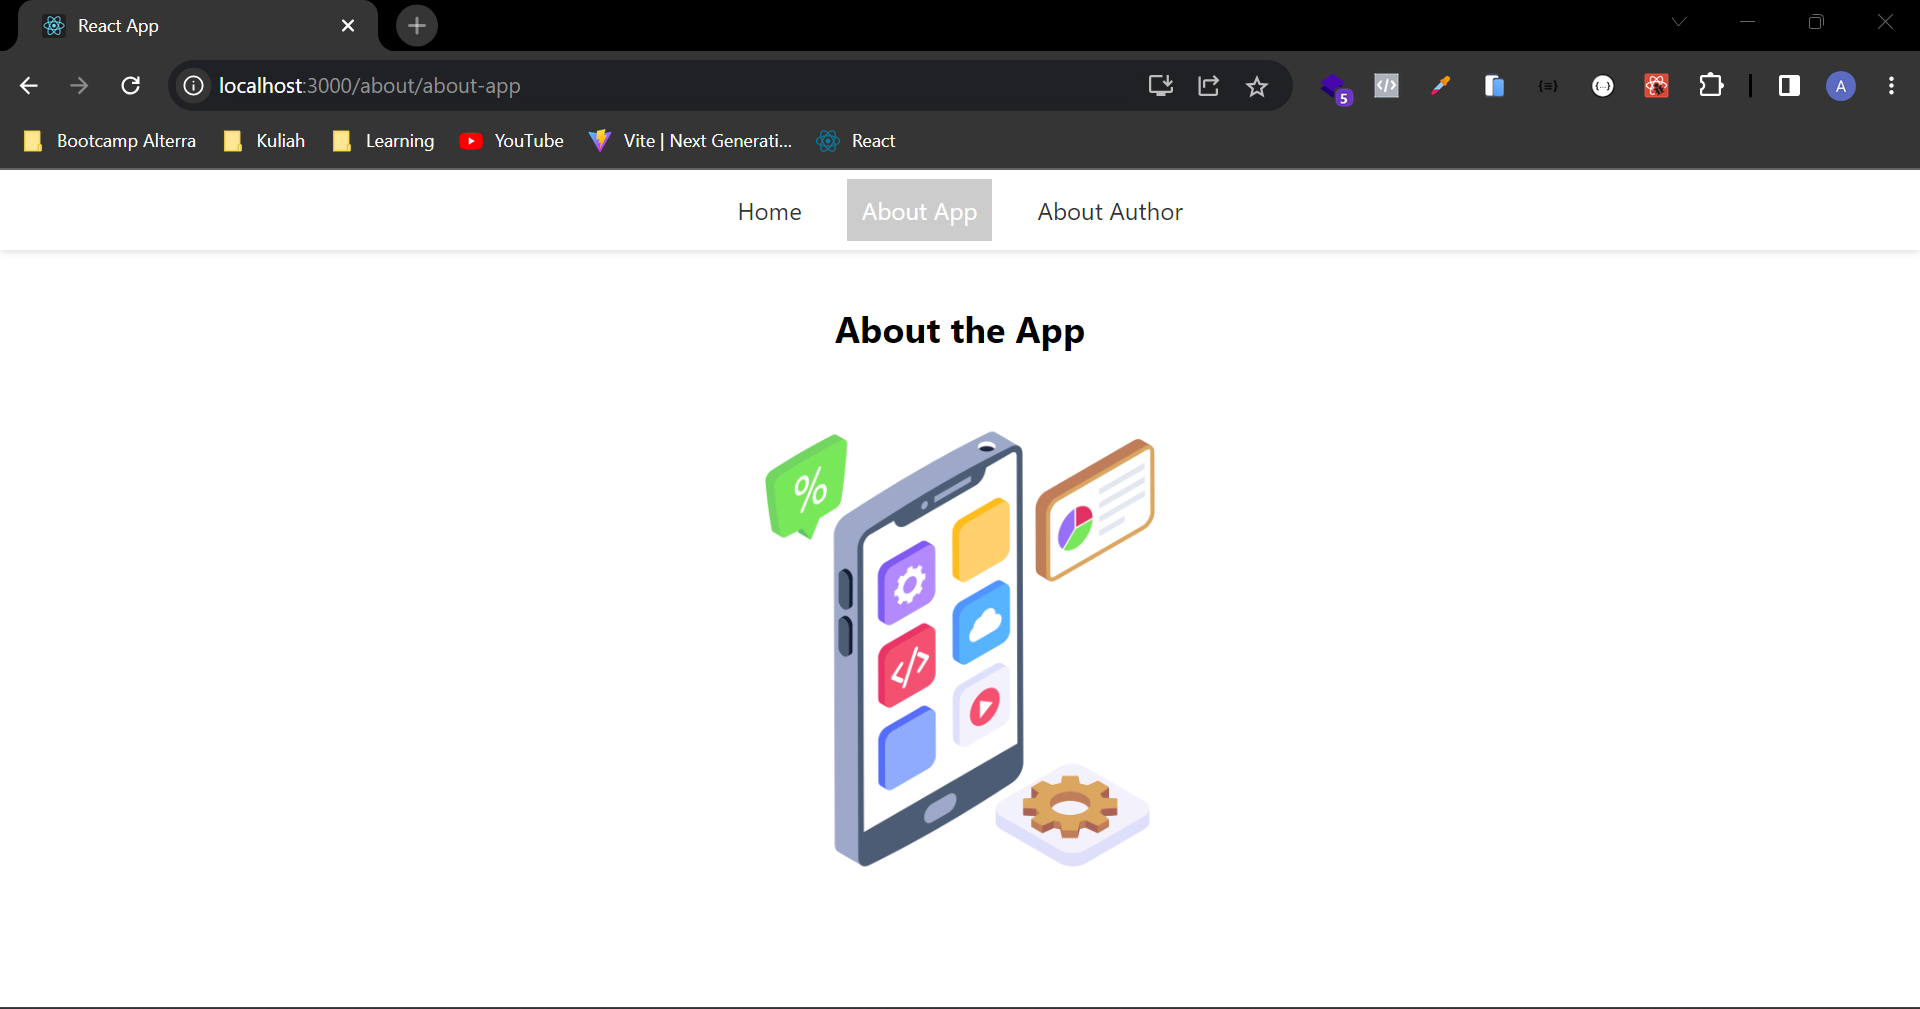 React App
localhost:3000/about/about-app
5
A
Bootcamp Alterra Kuliah Learning YouTube Vite | Next Generati... React
Home About App About Author
About the App
%
</>